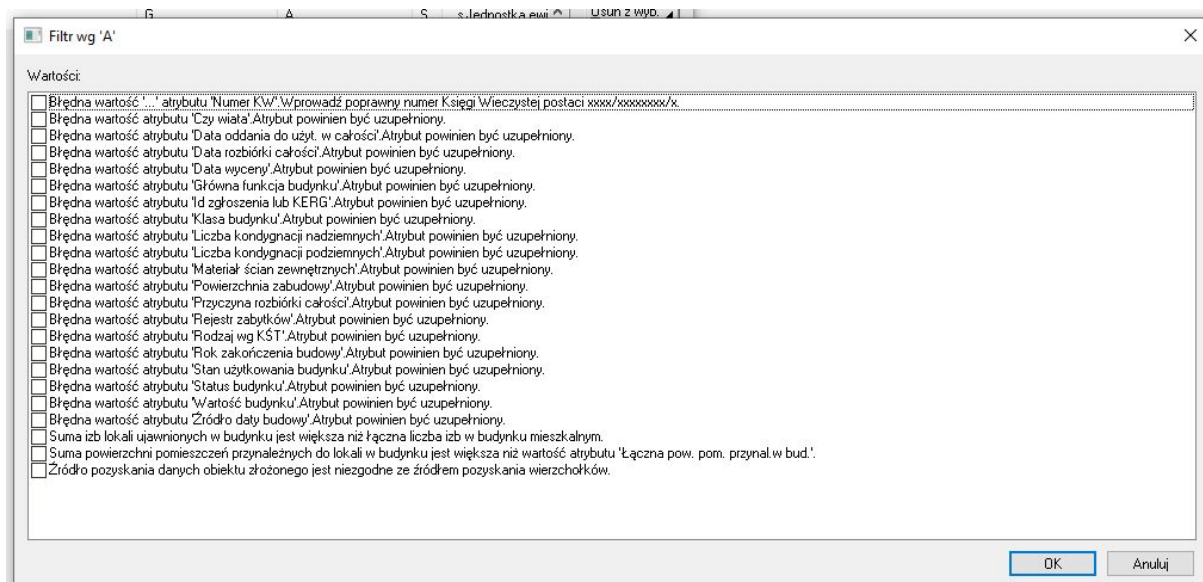 G A S s.Jednostka ewi Usuń z wyb.
Filtr wg 'A'
Wartości:
Błędna wartość '...' atrybutu 'Numer KW'.Wprowadź poprawny numer Księgi Wieczystej postaci xxxx/xxxxxxxx/x.
Błędna wartość atrybutu 'Czy wiata'.Atrybut powinien być uzupełniony.
Błędna wartość atrybutu 'Data oddania do użyt. w całości'.Atrybut powinien być uzupełniony.
Błędna wartość atrybutu 'Data rozbiórki całości'.Atrybut powinien być uzupełniony.
Błędna wartość atrybutu 'Data wyceny'.Atrybut powinien być uzupełniony.
Błędna wartość atrybutu 'Główna funkcja budynku'.Atrybut powinien być uzupełniony.
Błędna wartość atrybutu 'Id zgłoszenia lub KERG'.Atrybut powinien być uzupełniony.
Błędna wartość atrybutu 'Klasa budynku'.Atrybut powinien być uzupełniony.
Błędna wartość atrybutu 'Liczba kondygnacji nadziemnych'.Atrybut powinien być uzupełniony.
Błędna wartość atrybutu 'Liczba kondygnacji podziemnych'.Atrybut powinien być uzupełniony.
Błędna wartość atrybutu 'Materiał ścian zewnętrznych'.Atrybut powinien być uzupełniony.
Błędna wartość atrybutu 'Powierzchnia zabudowy'.Atrybut powinien być uzupełniony.
Błędna wartość atrybutu 'Przyczyna rozbiórki całości'.Atrybut powinien być uzupełniony.
Błędna wartość atrybutu 'Rejestr zabytków'.Atrybut powinien być uzupełniony.
Błędna wartość atrybutu 'Rodzaj wg KŚT'.Atrybut powinien być uzupełniony.
Błędna wartość atrybutu 'Rok zakończenia budowy'.Atrybut powinien być uzupełniony.
Błędna wartość atrybutu 'Stan użytkowania budynku'.Atrybut powinien być uzupełniony.
Błędna wartość atrybutu 'Status budynku'.Atrybut powinien być uzupełniony.
Błędna wartość atrybutu 'Wartość budynku'.Atrybut powinien być uzupełniony.
Błędna wartość atrybutu 'Źródło daty budowy'.Atrybut powinien być uzupełniony.
Suma izb lokali ujawnionych w budynku jest większa niż łączna liczba izb w budynku mieszkalnym.
Suma powierzchni pomieszczeń przynależnych do lokali w budynku jest większa niż wartość atrybutu 'Łączna pow. pom. przynal.w bud.'.
Źródło pozyskania danych obiektu złożonego jest niezgodne ze źródłem pozyskania wierzchołków.
OK Anuluj